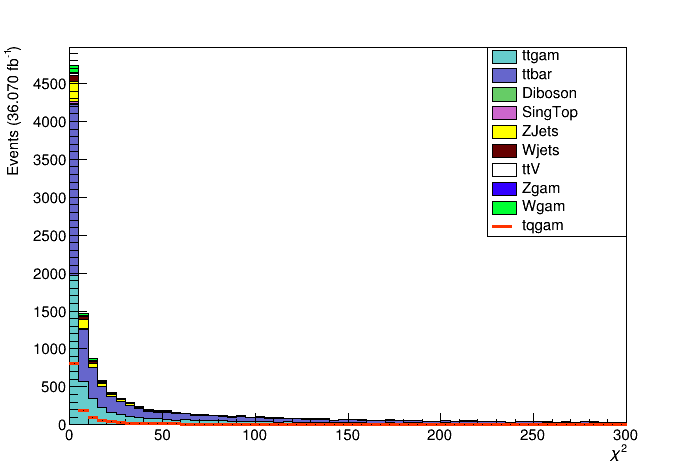 Events (36.070 fb⁻¹)
4500
4000
3500
3000
2500
2000
1500
1000
500
0
ttgam
ttbar
Diboson
SingTop
ZJets
Wjets
ttV
Zgam
Wgam
tqgam
0 50 100 150 200 250 300
χ²